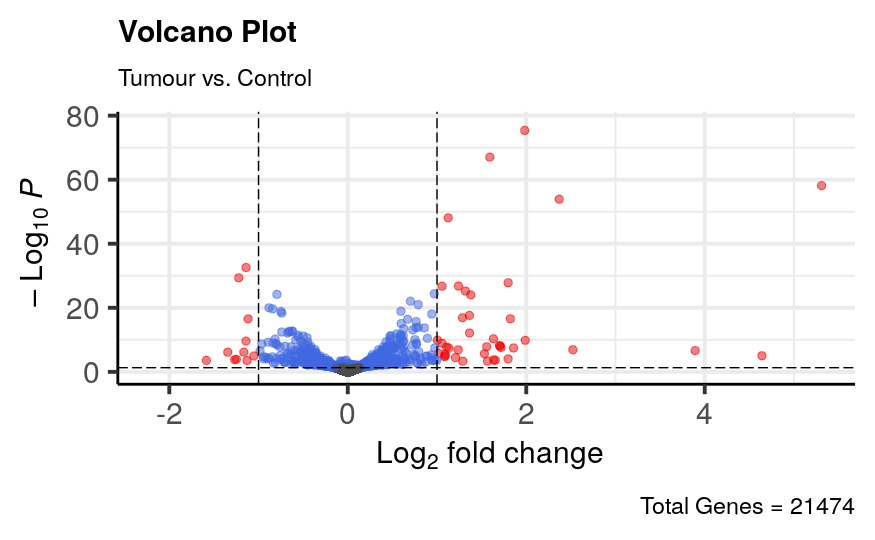 Volcano Plot
Tumour vs. Control
80
60
40
20
0
− Log10 P
-2 0 2 4
Log2 fold change
Total Genes = 21474